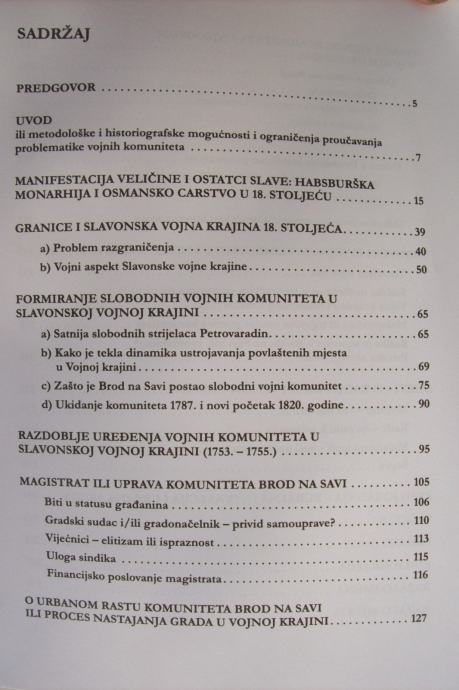 SADRŽAJ
PREDGOVOR ........................................ 5
UVOD
ili metodološke i historiografske mogućnosti i ograničenja proučavanja
problematike vojnih komuniteta ........................................ 7
MANIFESTACIJA VELIČINE I OSTATCI SLAVE: HABSBURŠKA
MONARHIJA I OSMANSKO CARSTVO U 18. STOLJEĆU ............ 15
GRANICE I SLAVONSKA VOJNA KRAJINA 18. STOLJEĆA ............ 39
a) Problem razgraničenja ........................................ 40
b) Vojni aspekt Slavonske vojne krajine ........................ 50
FORMIRANJE SLOBODNIH VOJNIH KOMUNITETA U
SLAVONSKOJ VOJNOJ KRAJINI ........................................ 65
a) Satnija slobodnih strijelaca Petrovaradin ........................ 65
b) Kako je tekla dinamika ustrojavanja povlaštenih mjesta
u Vojnoj krajini ........................................ 69
c) Zašto je Brod na Savi postao slobodni vojni komunitet ........ 75
d) Ukidanje komuniteta 1787. i novi početak 1820. godine ........ 90
RAZDOBLJE UREĐENJA VOJNIH KOMUNITETA U
SLAVONSKOJ VOJNOJ KRAJINI (1753. – 1755.) ........................ 95
MAGISTRAT ILI UPRAVA KOMUNITETA BROD NA SAVI ............ 105
Biti u statusu građanina ........................................ 106
Gradski sudac i/ili gradonačelnik – privid samouprave? ............ 110
Vijećnici – elitizam ili ispraznost ........................................ 113
Uloga sindika ........................................ 115
Financijsko poslovanje magistrata ........................................ 116
O URBANOM RASTU KOMUNITETA BROD NA SAVI
ILI PROCES NASTAJANJA GRADA U VOJNOJ KRAJINI ............ 127